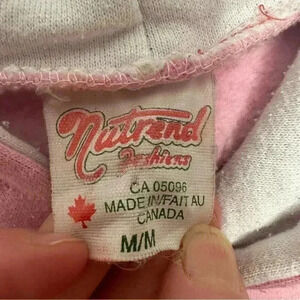 Nutrend
Fashions
CA 05096
MADE IN/FAIT AU
CANADA
M/M